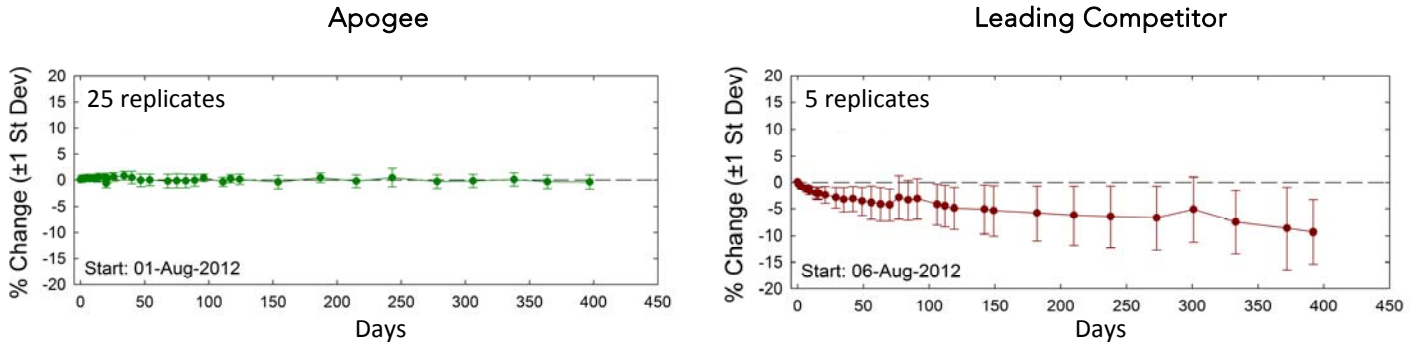 Apogee
% Change (±1 St Dev)
20
15
10
5
0
-5
-10
-15
-20
25 replicates
Start: 01-Aug-2012
0 50 100 150 200 250 300 350 400 450
Days
Leading Competitor
% Change (±1 St Dev)
20
15
10
5
0
-5
-10
-15
-20
5 replicates
Start: 06-Aug-2012
0 50 100 150 200 250 300 350 400 450
Days